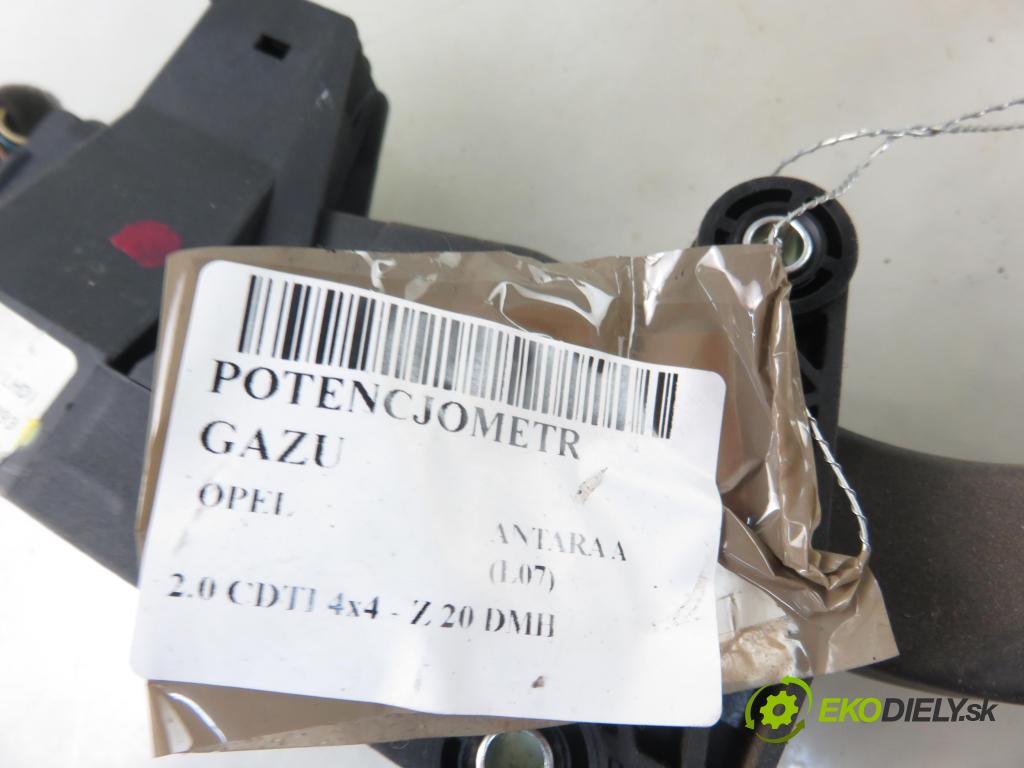 POTENCJOMETR
GAZU
OPEL
ANTARA A
(L07)
2.0 CDTI 4x4 - Z 20 DMH
EKODIELY.sk